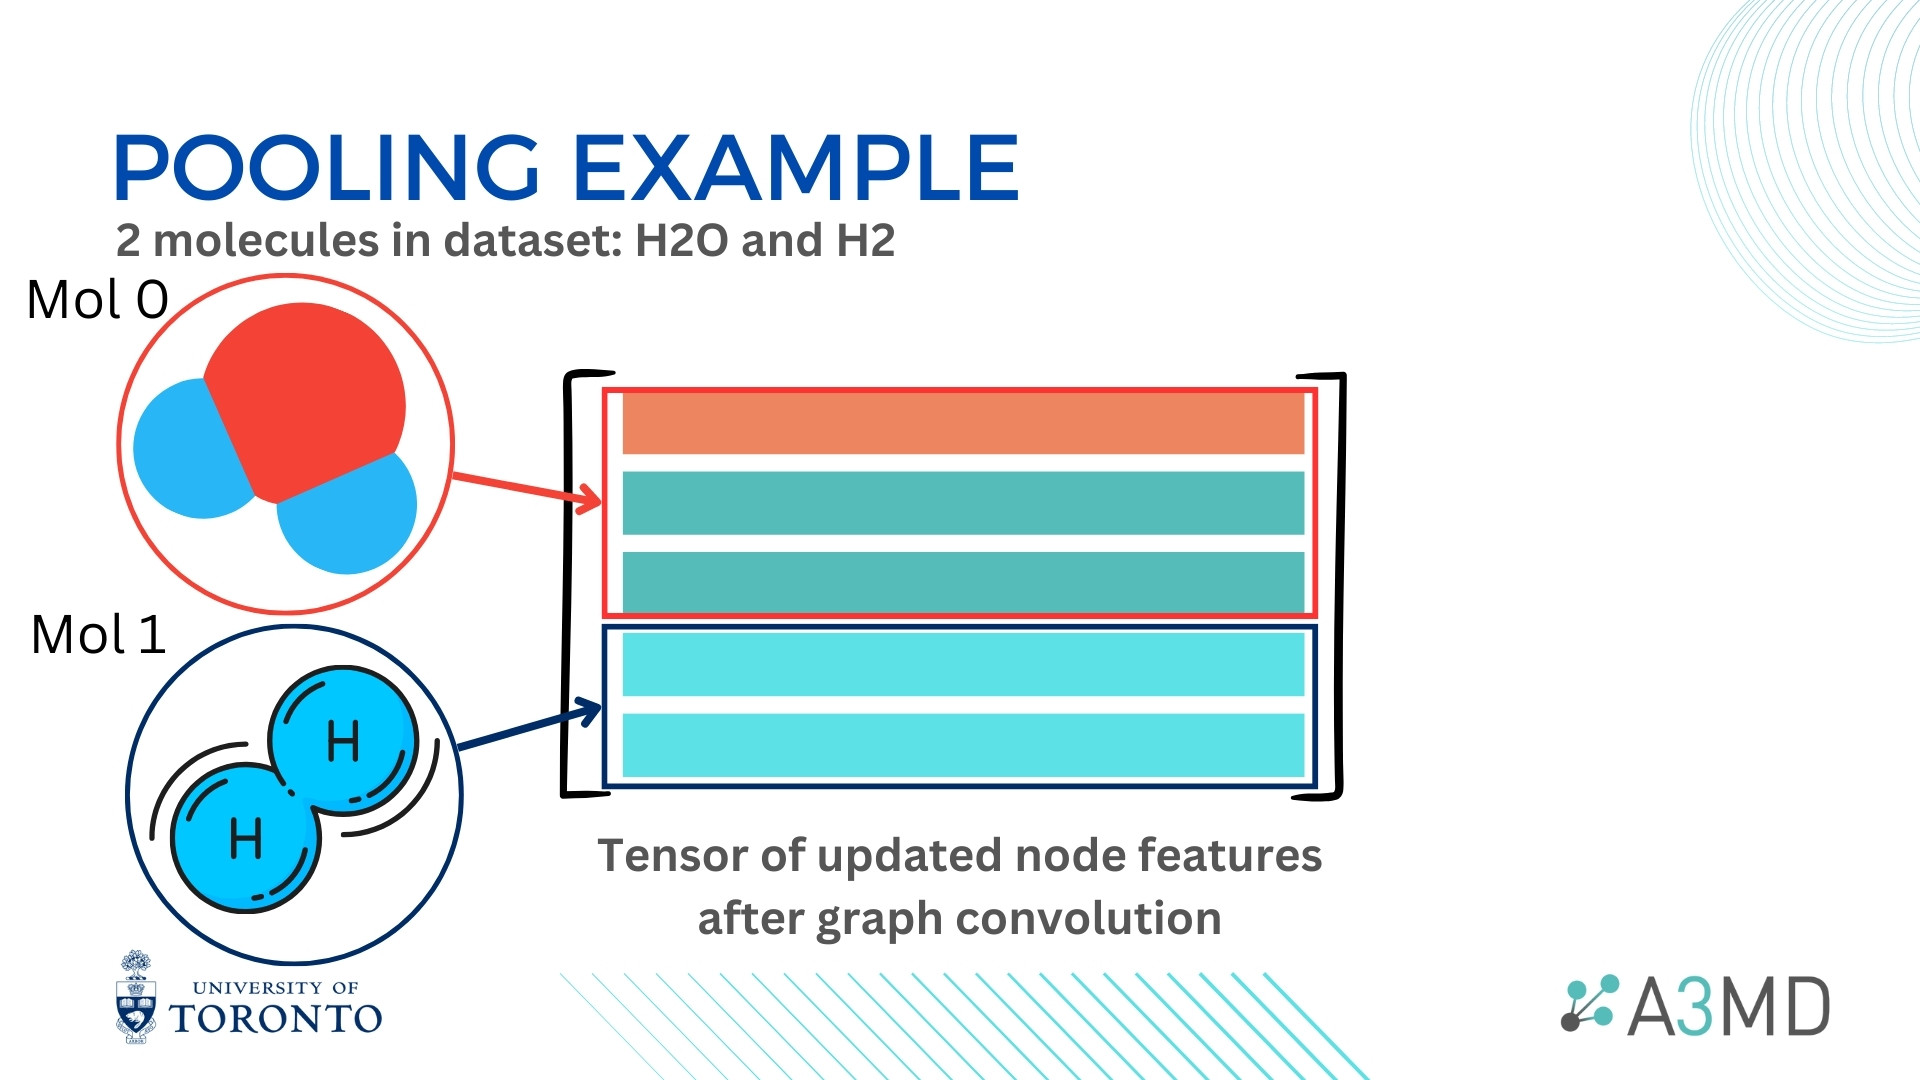 POOLING EXAMPLE
2 molecules in dataset: H2O and H2
Mol 0
Mol 1
H
H
Tensor of updated node features
after graph convolution
UNIVERSITY OF
TORONTO
A3MD